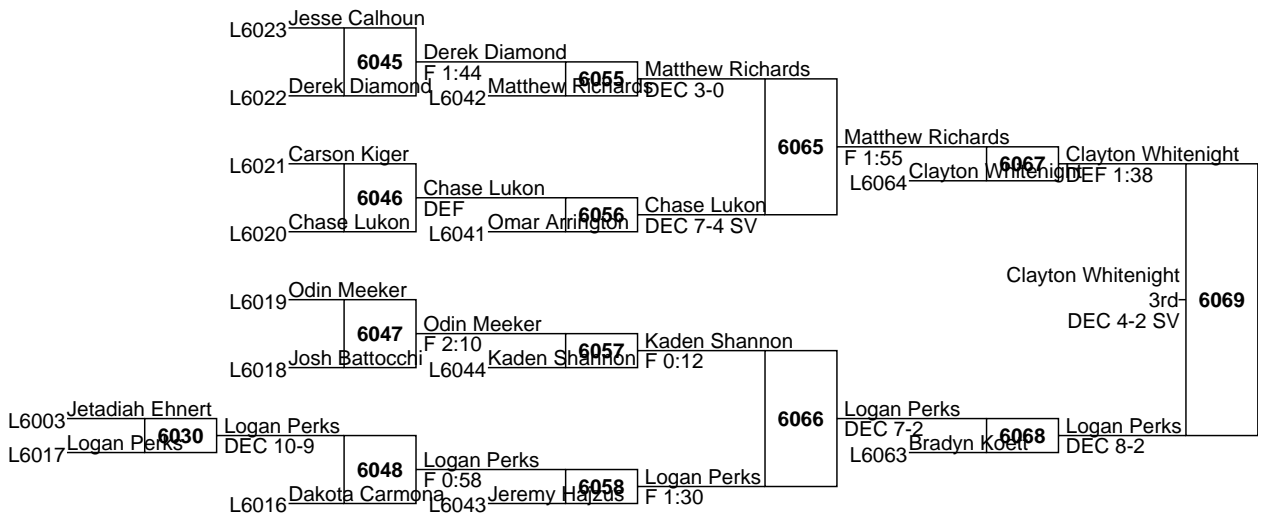 L6023 Jesse Calhoun
6045
Derek Diamond
F 1:44
L6022 Derek Diamond
L6042 Matthew Richards
6055
Matthew Richards
DEC 3-0
L6021 Carson Kiger
6046
Chase Lukon
DEF
L6020 Chase Lukon
L6041 Omar Arrington
6056
Chase Lukon
DEC 7-4 SV
6065
Matthew Richards
F 1:55
L6064 Clayton Whitenight
6067
Clayton Whitenight
DEF 1:38
L6019 Odin Meeker
6047
Odin Meeker
F 2:10
L6018 Josh Battocchi
L6044 Kaden Shannon
6057
Kaden Shannon
F 0:12
L6003 Jetadiah Ehnert
6030
Logan Perks
DEC 10-9
L6017 Logan Perks
6048
Logan Perks
F 0:58
L6016 Dakota Carmona
L6043 Jeremy Hajzus
6058
Logan Perks
F 1:30
6066
Logan Perks
DEC 7-2
L6063 Bradyn Koett
6068
Logan Perks
DEC 8-2
Clayton Whitenight
3rd
DEC 4-2 SV
6069